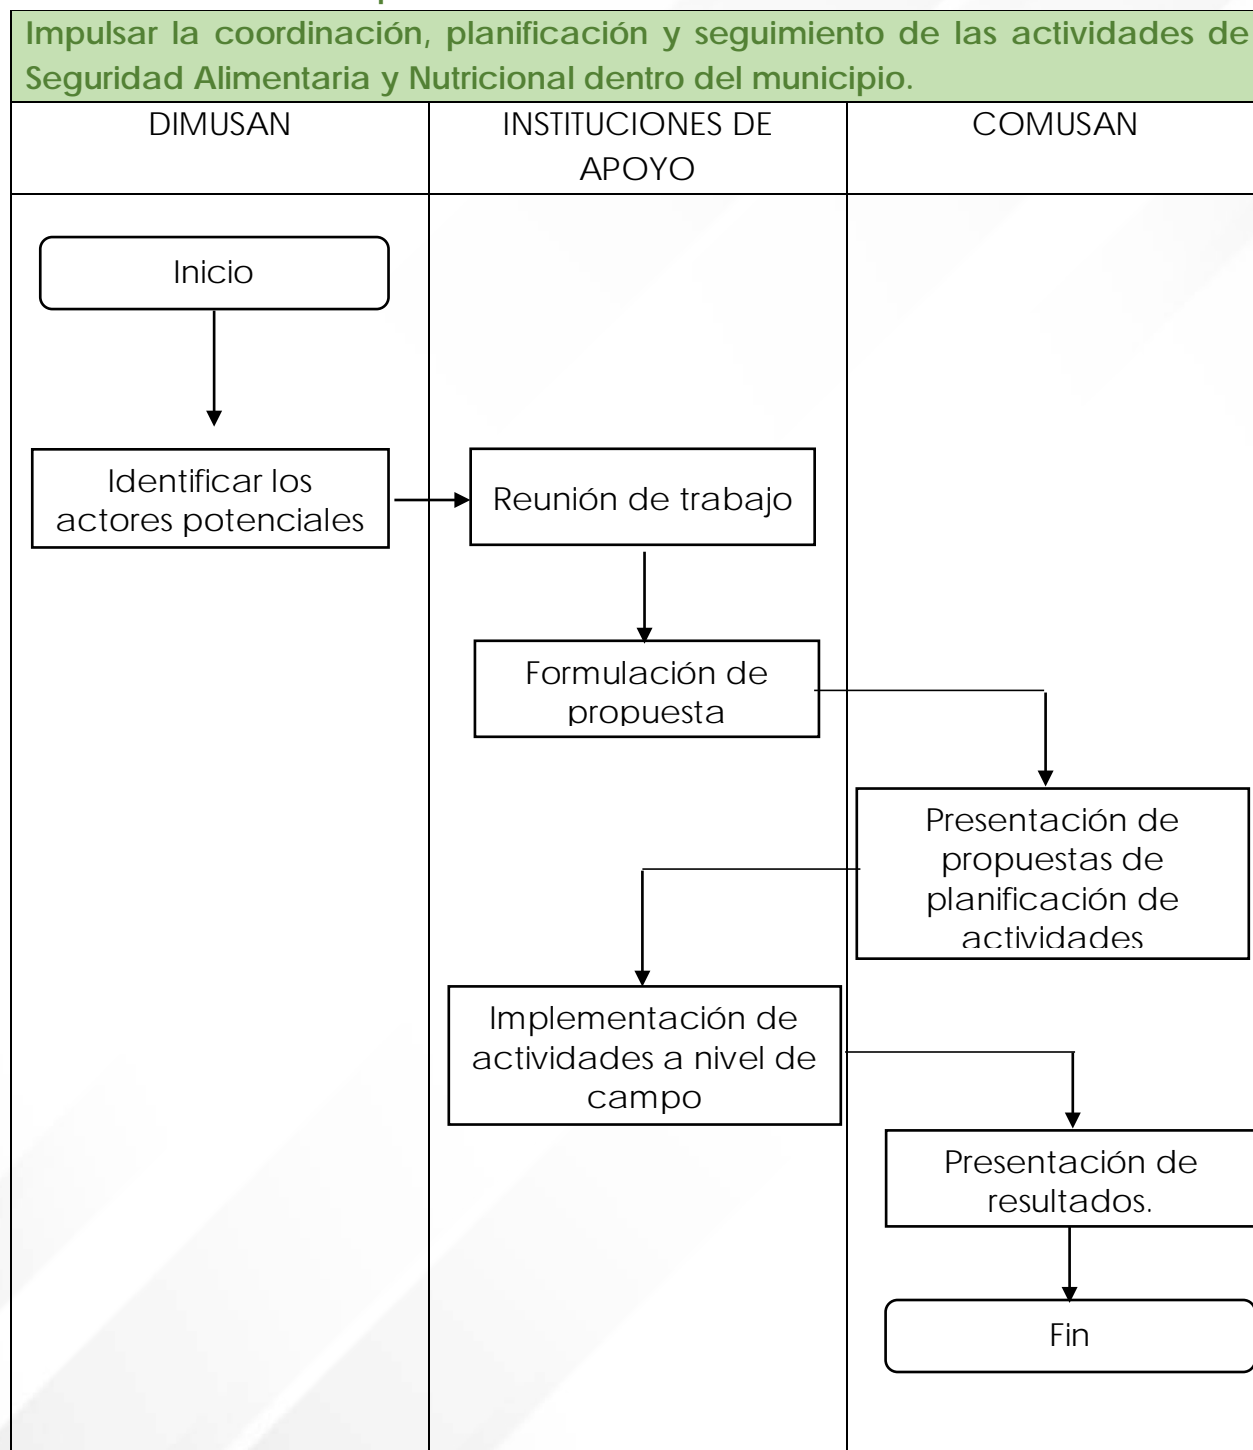 Impulsar la coordinación, planificación y seguimiento de las actividades de
Seguridad Alimentaria y Nutricional dentro del municipio.
DIMUSAN
INSTITUCIONES DE
APOYO
COMUSAN
Inicio
Identificar los
actores potenciales
Reunión de trabajo
Formulación de
propuesta
Presentación de
propuestas de
planificación de
actividades
Implementación de
actividades a nivel de
campo
Presentación de
resultados.
Fin